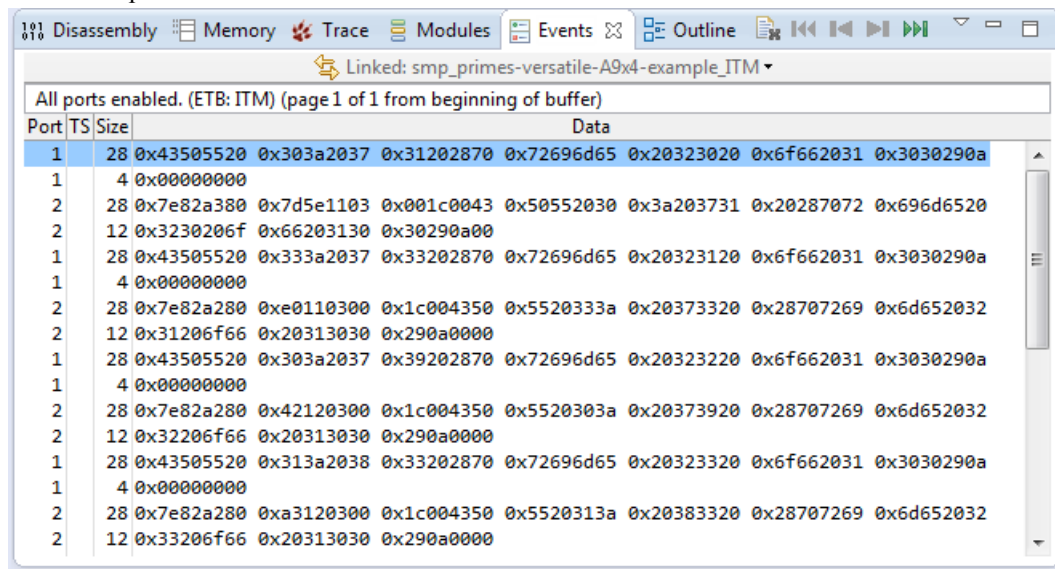 Disassembly Memory Trace Modules Events Outline
Linked: smp_primes-versatile-A9x4-example_ITM
All ports enabled. (ETB: ITM) (page 1 of 1 from beginning of buffer)
Port TS Size Data
1 28 0x43505520 0x303a2037 0x31202870 0x72696d65 0x20323020 0x6f662031 0x3030290a
1 4 0x00000000
2 28 0x7e82a380 0x7d5e1103 0x001c0043 0x50552030 0x3a203731 0x20287072 0x696d6520
2 12 0x3230206f 0x66203130 0x30290a00
1 28 0x43505520 0x333a2037 0x33202870 0x72696d65 0x20323120 0x6f662031 0x3030290a
1 4 0x00000000
2 28 0x7e82a280 0xe0110300 0x1c004350 0x5520333a 0x20373320 0x28707269 0x6d652032
2 12 0x31206f66 0x20313030 0x290a0000
1 28 0x43505520 0x303a2037 0x39202870 0x72696d65 0x20323220 0x6f662031 0x3030290a
1 4 0x00000000
2 28 0x7e82a280 0x42120300 0x1c004350 0x5520303a 0x20373920 0x28707269 0x6d652032
2 12 0x32206f66 0x20313030 0x290a0000
1 28 0x43505520 0x313a2038 0x33202870 0x72696d65 0x20323320 0x6f662031 0x3030290a
1 4 0x00000000
2 28 0x7e82a280 0xa3120300 0x1c004350 0x5520313a 0x20383320 0x28707269 0x6d652032
2 12 0x33206f66 0x20313030 0x290a0000